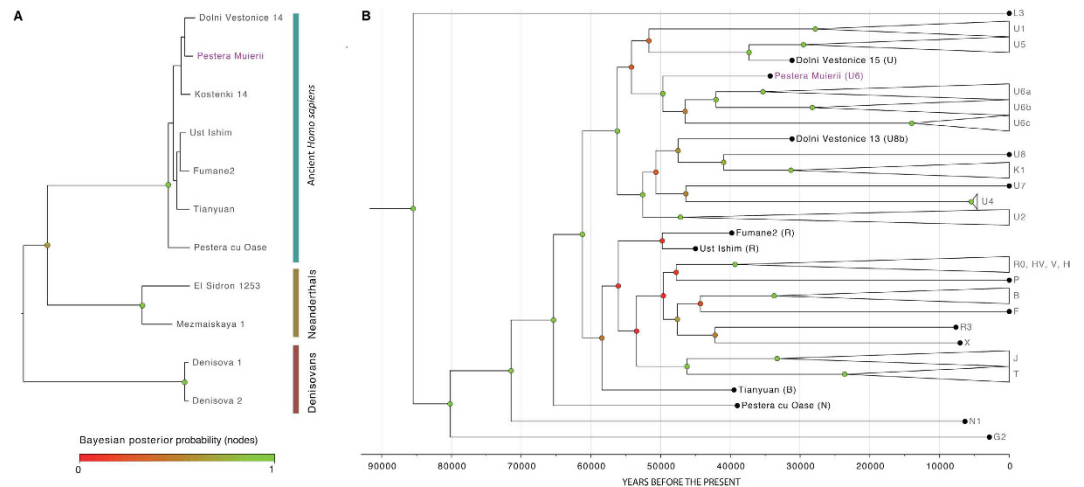 A
Dolni Vestonice 14
Pestera Muierii
Kostenki 14
Ust Ishim
Fumane2
Tianyuan
Pestera cu Oase
El Sidron 1253
Mezmaiskaya 1
Denisova 1
Denisova 2
Ancient Homo sapiens
Neanderthals
Denisovans
Bayesian posterior probability (nodes)
0 1
B
L3
U1
U5
Dolni Vestonice 15 (U)
Pestera Muierii (U6)
U6a
U6b
U6c
Dolni Vestonice 13 (U8b)
U8
K1
U7
U4
U2
Fumane2 (R)
Ust Ishim (R)
R0, HV, V, H
P
B
F
R3
X
J
T
Tianyuan (B)
Pestera cu Oase (N)
N1
G2
90000 80000 70000 60000 50000 40000 30000 20000 10000 0
YEARS BEFORE THE PRESENT